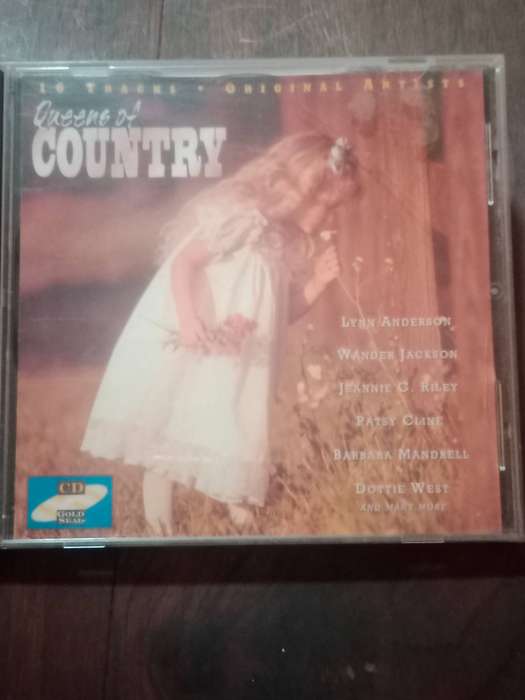 16 TRACKS • ORIGINAL ARTISTS
Queens of
COUNTRY
LYNN ANDERSON
WANDER JACKSON
JEANNIE C. RILEY
PATSY CLINE
BARBARA MANDRELL
DOTTIE WEST
AND MANY MORE
CD
GOLD
SEAL